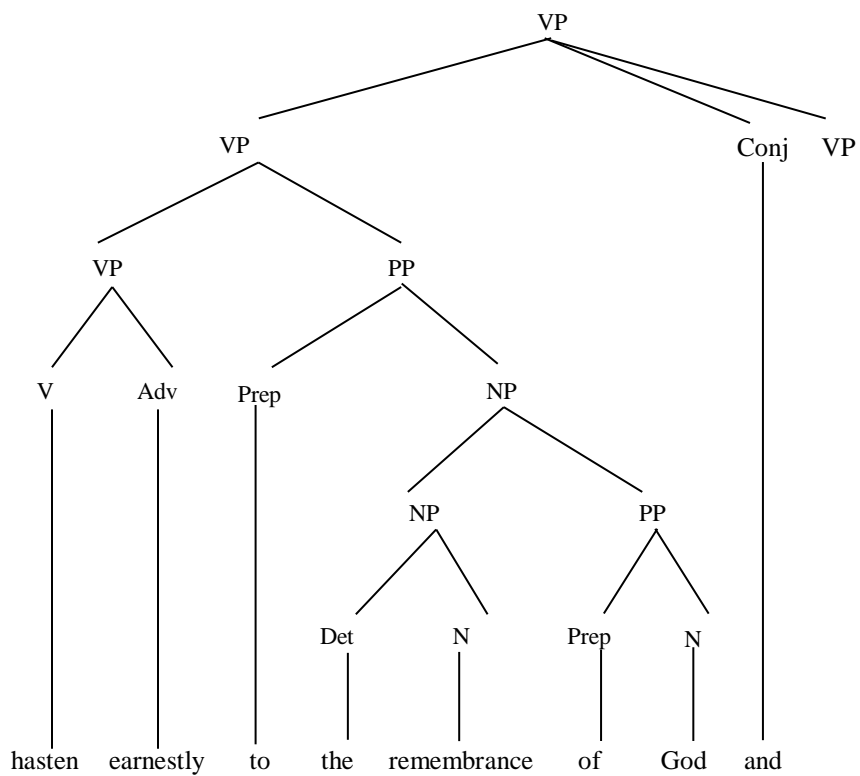 VP
VP Conj VP
VP PP
V Adv Prep NP
NP PP
Det N Prep N
hasten earnestly to the remembrance of God and